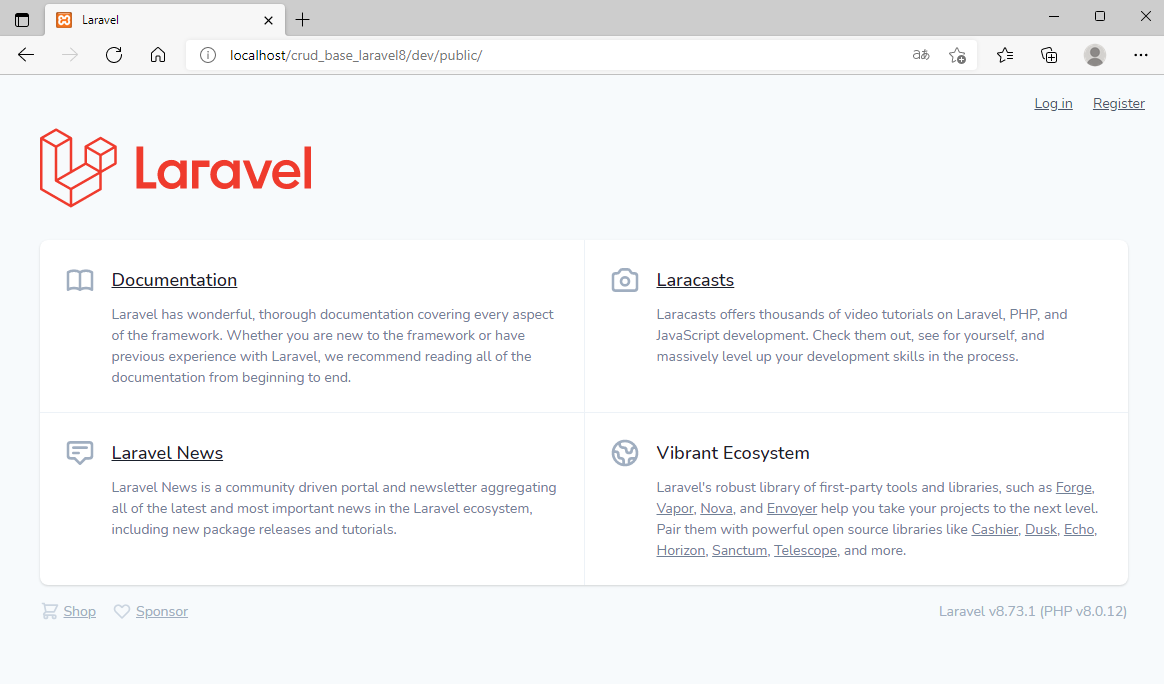 Laravel
localhost/crud_base_laravel8/dev/public/
aあ
Log in Register
Laravel
Documentation
Laravel has wonderful, thorough documentation covering every aspect
of the framework. Whether you are new to the framework or have
previous experience with Laravel, we recommend reading all of the
documentation from beginning to end.
Laracasts
Laracasts offers thousands of video tutorials on Laravel, PHP, and
JavaScript development. Check them out, see for yourself, and
massively level up your development skills in the process.
Laravel News
Laravel News is a community driven portal and newsletter aggregating
all of the latest and most important news in the Laravel ecosystem,
including new package releases and tutorials.
Vibrant Ecosystem
Laravel's robust library of first-party tools and libraries, such as Forge,
Vapor, Nova, and Envoyer help you take your projects to the next level.
Pair them with powerful open source libraries like Cashier, Dusk, Echo,
Horizon, Sanctum, Telescope, and more.
Shop Sponsor
Laravel v8.73.1 (PHP v8.0.12)